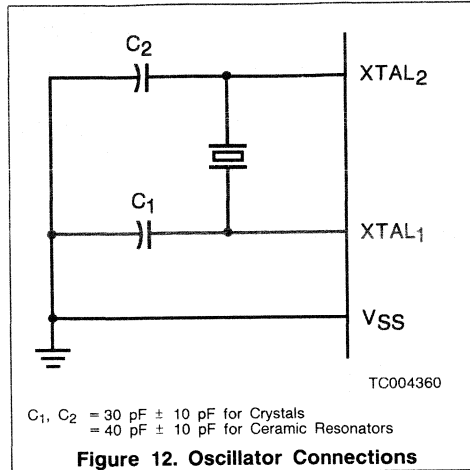 C2
XTAL2
C1
XTAL1
VSS
TC004360
C1, C2 = 30 pF ± 10 pF for Crystals
= 40 pF ± 10 pF for Ceramic Resonators
Figure 12. Oscillator Connections